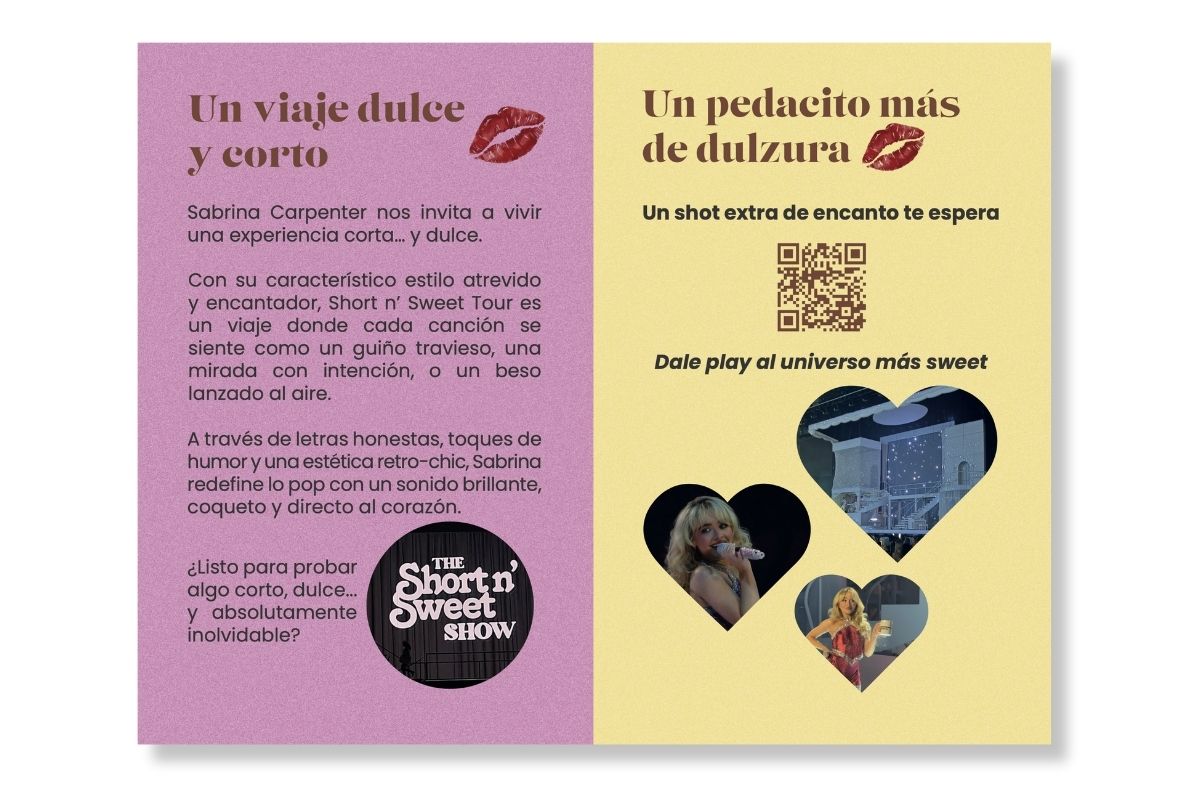 Un viaje dulce
y corto
Sabrina Carpenter nos invita a vivir
una experiencia corta... y dulce.
Con su característico estilo atrevido
y encantador, Short n’ Sweet Tour es
un viaje donde cada canción se
siente como un guiño travieso, una
mirada con intención, o un beso
lanzado al aire.
A través de letras honestas, toques de
humor y una estética retro-chic, Sabrina
redefine lo pop con un sonido brillante,
coqueto y directo al corazón.
¿Listo para probar
algo corto, dulce...
y absolutamente
inolvidable?
THE
Short n’
Sweet
SHOW
Un pedacito más
de dulzura
Un shot extra de encanto te espera
Dale play al universo más sweet